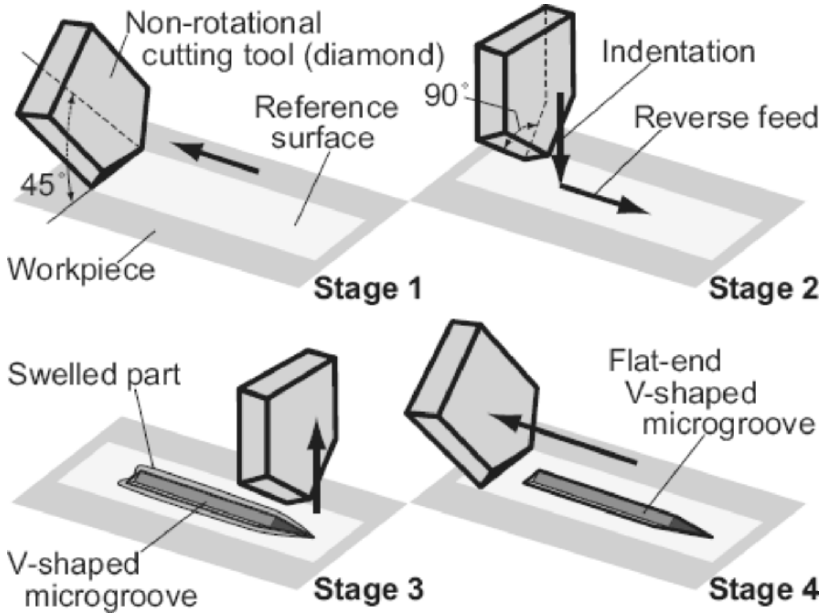 Non-rotational
cutting tool (diamond)
Reference
surface
45°
Workpiece
Stage 1
Indentation
90°
Reverse feed
Stage 2
Swelled part
V-shaped
microgroove
Stage 3
Flat-end
V-shaped
microgroove
Stage 4